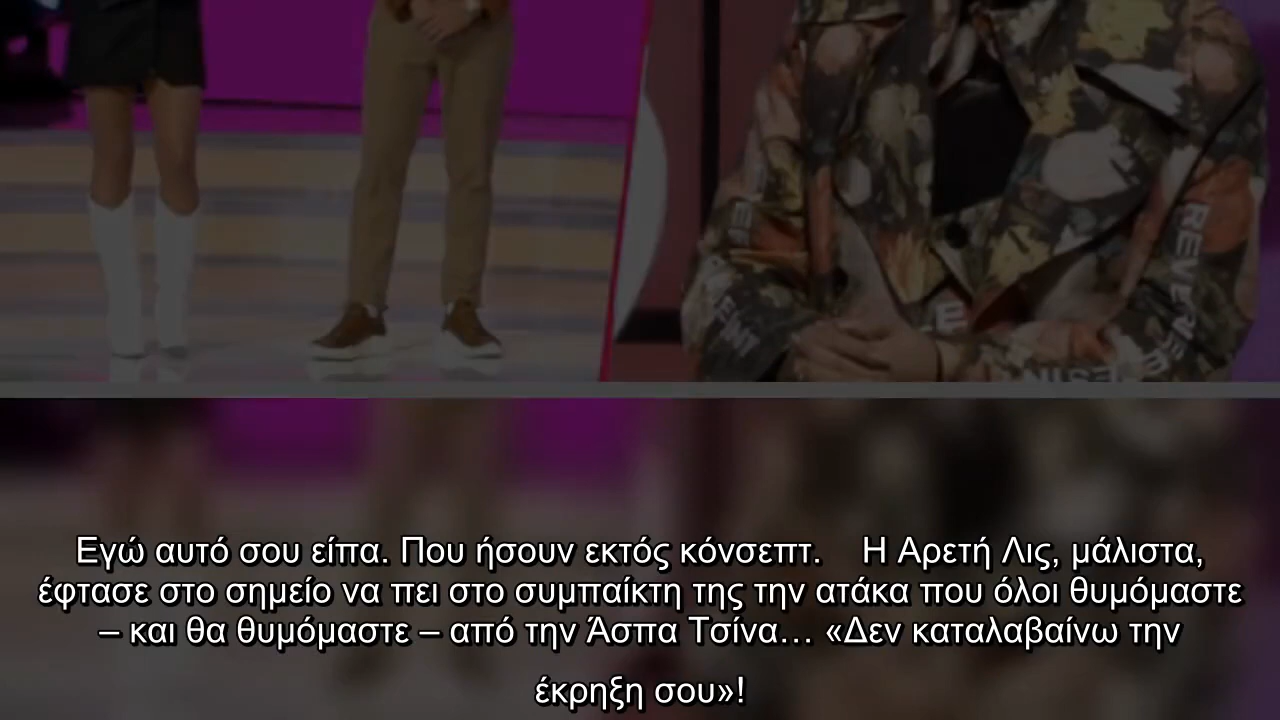 REVERIE
Εγώ αυτό σου είπα. Που ήσουν εκτός κόνσεπτ. Η Αρετή Λις, μάλιστα,
έφτασε στο σημείο να πει στο συμπαίκτη της την ατάκα που όλοι θυμόμαστε
– και θα θυμόμαστε – από την Άσπα Τσίνα… «Δεν καταλαβαίνω την
έκρηξη σου»!